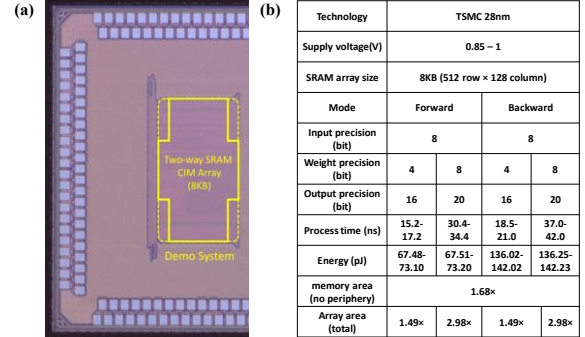 (a)
Two-way SRAM
CIM Array
(8KB)
Demo System
(b)
Technology TSMC 28nm
Supply voltage(V) 0.85 – 1
SRAM array size 8KB (512 row × 128 column)
Mode Forward Backward
Input precision
(bit) 8 8
Weight precision
(bit) 4 8 4 8
Output precision
(bit) 16 20 16 20
Process time (ns) 15.2-
17.2 30.4-
34.4 18.5-
21.0 37.0-
42.0
Energy (pJ) 67.48-
73.10 67.51-
73.20 136.02-
142.02 136.25-
142.23
memory area
(no periphery) 1.68×
Array area
(total) 1.49× 2.98× 1.49× 2.98×